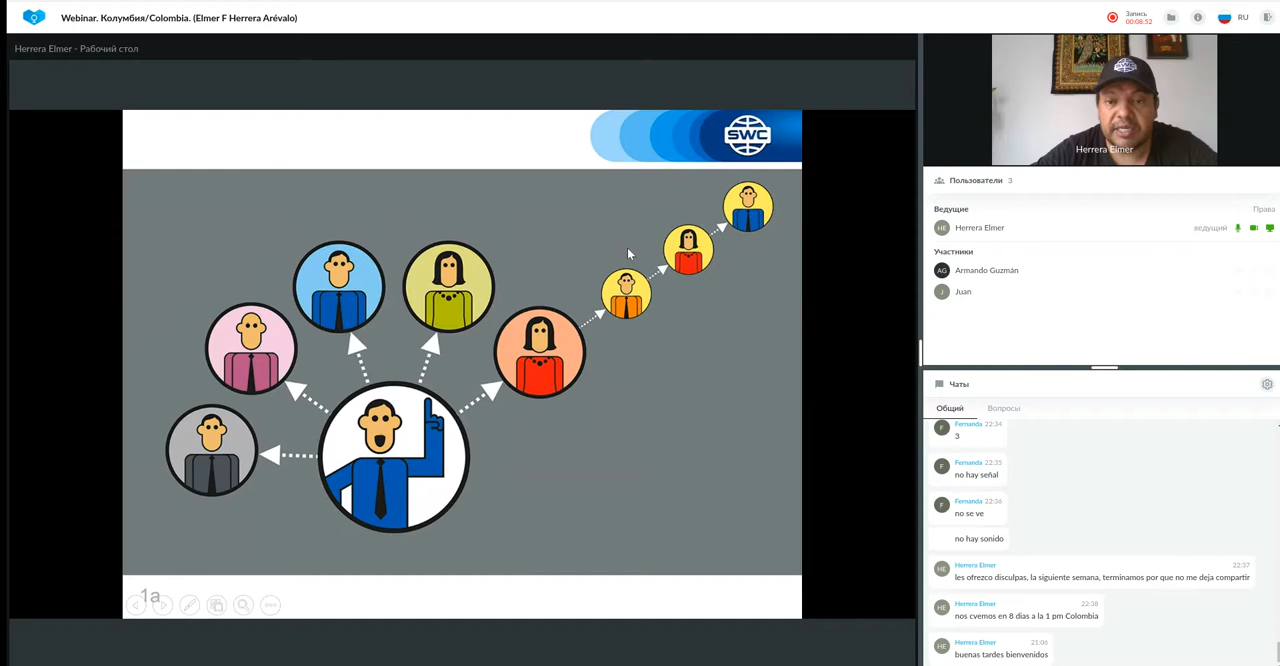 Webinar. Колумбия/Colombia. (Elmer F Herrera Arévalo)
Запись
00:08:52
RU
Herrera Elmer - Рабочий стол
SWC
1a
Herrera Elmer
Пользователи 3
Ведущие
Права
HE
Herrera Elmer
ведущий
Участники
AG
Armando Guzmán
J
Juan
Чаты
Общий
Вопросы
F
Fernanda 22:34
3
F
Fernanda 22:35
no hay señal
F
Fernanda 22:36
no se ve
no hay sonido
HE
Herrera Elmer 22:37
les ofrezco disculpas, la siguiente semana, terminamos por que no me deja compartir
HE
Herrera Elmer 22:38
nos cvemos en 8 dias a la 1 pm Colombia
HE
Herrera Elmer 21:06
buenas tardes bienvenidos